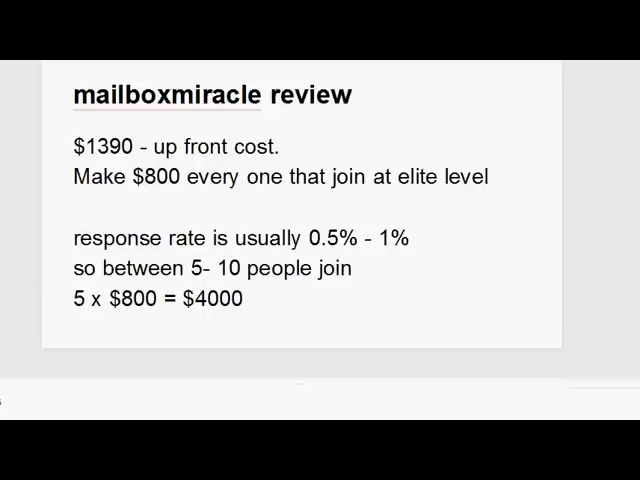 mailboxmiracle review
$1390 - up front cost.
Make $800 every one that join at elite level
response rate is usually 0.5% - 1%
so between 5- 10 people join
5 x $800 = $4000